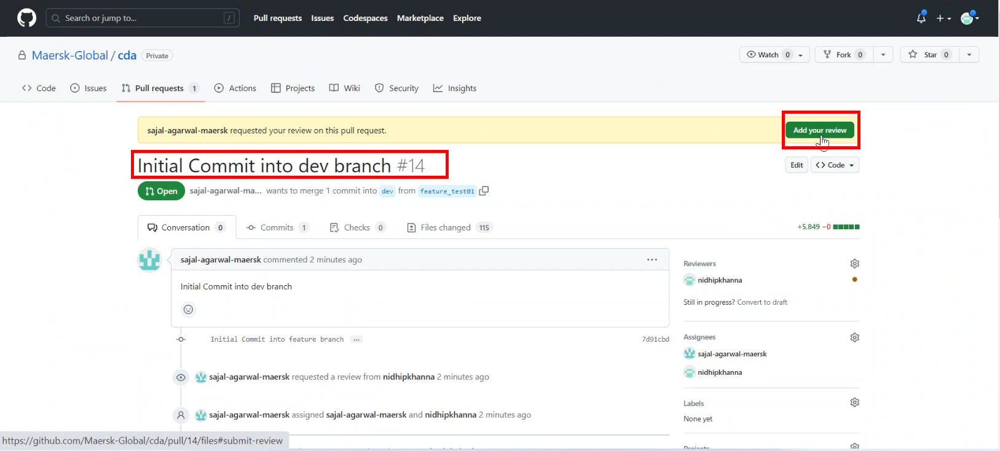 Search or jump to... /
Pull requests Issues Codespaces Marketplace Explore
Maersk-Global / cda Private
Watch 0 Fork 0 Star 0
Code Issues Pull requests 1 Actions Projects Wiki Security Insights
sajal-agarwal-maersk requested your review on this pull request.
Add your review
Initial Commit into dev branch #14
Edit <> Code
Open sajal-agarwal-ma... wants to merge 1 commit into dev from feature_test01
Conversation 0 Commits 1 Checks 0 Files changed 115
+5,849 −0
sajal-agarwal-maersk commented 2 minutes ago ...
Initial Commit into dev branch
Initial Commit into feature branch ... 7d91cbd
sajal-agarwal-maersk requested a review from nidhipkhanna 2 minutes ago
sajal-agarwal-maersk assigned sajal-agarwal-maersk and nidhipkhanna 2 minutes ago
Reviewers
nidhipkhanna
Still in progress? Convert to draft
Assignees
sajal-agarwal-maersk
nidhipkhanna
Labels
None yet
Projects
https://github.com/Maersk-Global/cda/pull/14/files#submit-review